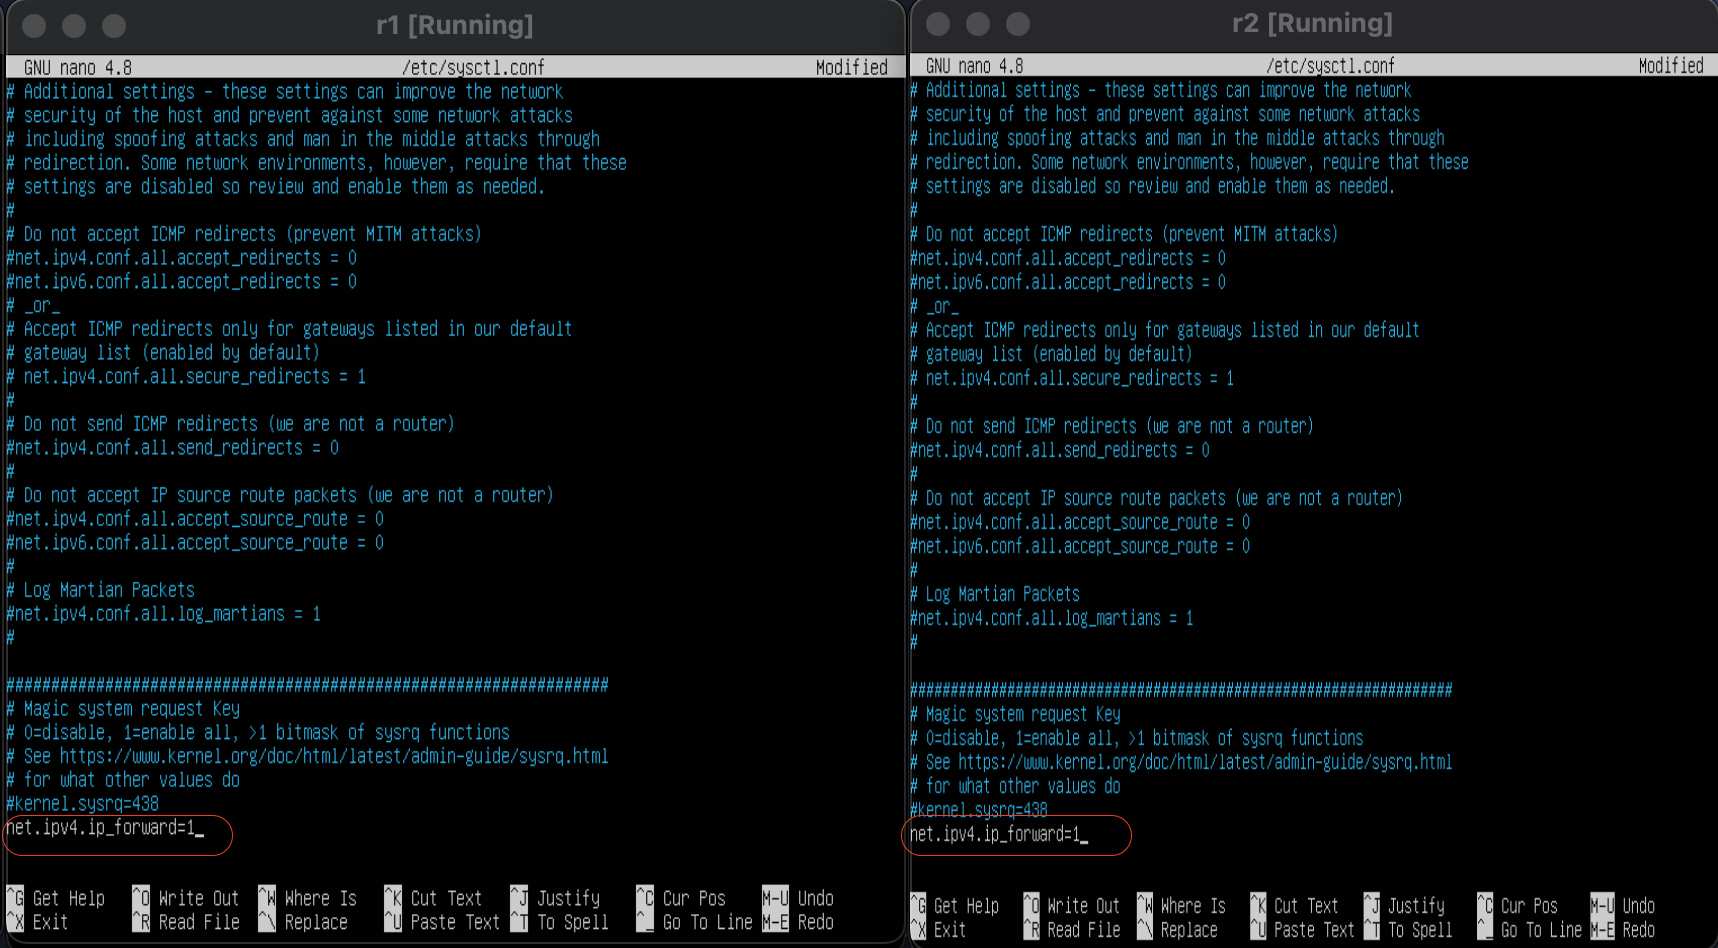 r1 [Running]
GNU nano 4.8 /etc/sysctl.conf Modified
# Additional settings - these settings can improve the network
# security of the host and prevent against some network attacks
# including spoofing attacks and man in the middle attacks through
# redirection. Some network environments, however, require that these
# settings are disabled so review and enable them as needed.
#
# Do not accept ICMP redirects (prevent MITM attacks)
#net.ipv4.conf.all.accept_redirects = 0
#net.ipv6.conf.all.accept_redirects = 0
# _or_
# Accept ICMP redirects only for gateways listed in our default
# gateway list (enabled by default)
# net.ipv4.conf.all.secure_redirects = 1
#
# Do not send ICMP redirects (we are not a router)
#net.ipv4.conf.all.send_redirects = 0
#
# Do not accept IP source route packets (we are not a router)
#net.ipv4.conf.all.accept_source_route = 0
#net.ipv6.conf.all.accept_source_route = 0
#
# Log Martian Packets
#net.ipv4.conf.all.log_martians = 1
#
###################################################################
# Magic system request Key
# 0=disable, 1=enable all, >1 bitmask of sysrq functions
# See https://www.kernel.org/doc/html/latest/admin-guide/sysrq.html
# for what other values do
#kernel.sysrq=438
net.ipv4.ip_forward=1_
^G Get Help ^O Write Out ^W Where Is ^K Cut Text ^J Justify ^C Cur Pos M-U Undo
^X Exit ^R Read File ^\ Replace ^U Paste Text ^T To Spell ^_ Go To Line M-E Redo
r2 [Running]
GNU nano 4.8 /etc/sysctl.conf Modified
# Additional settings - these settings can improve the network
# security of the host and prevent against some network attacks
# including spoofing attacks and man in the middle attacks through
# redirection. Some network environments, however, require that these
# settings are disabled so review and enable them as needed.
#
# Do not accept ICMP redirects (prevent MITM attacks)
#net.ipv4.conf.all.accept_redirects = 0
#net.ipv6.conf.all.accept_redirects = 0
# _or_
# Accept ICMP redirects only for gateways listed in our default
# gateway list (enabled by default)
# net.ipv4.conf.all.secure_redirects = 1
#
# Do not send ICMP redirects (we are not a router)
#net.ipv4.conf.all.send_redirects = 0
#
# Do not accept IP source route packets (we are not a router)
#net.ipv4.conf.all.accept_source_route = 0
#net.ipv6.conf.all.accept_source_route = 0
#
# Log Martian Packets
#net.ipv4.conf.all.log_martians = 1
#
###################################################################
# Magic system request Key
# 0=disable, 1=enable all, >1 bitmask of sysrq functions
# See https://www.kernel.org/doc/html/latest/admin-guide/sysrq.html
# for what other values do
#kernel.sysrq=438
net.ipv4.ip_forward=1_
^G Get Help ^O Write Out ^W Where Is ^K Cut Text ^J Justify ^C Cur Pos M-U Undo
^X Exit ^R Read File ^\ Replace ^U Paste Text ^T To Spell ^_ Go To Line M-E Redo